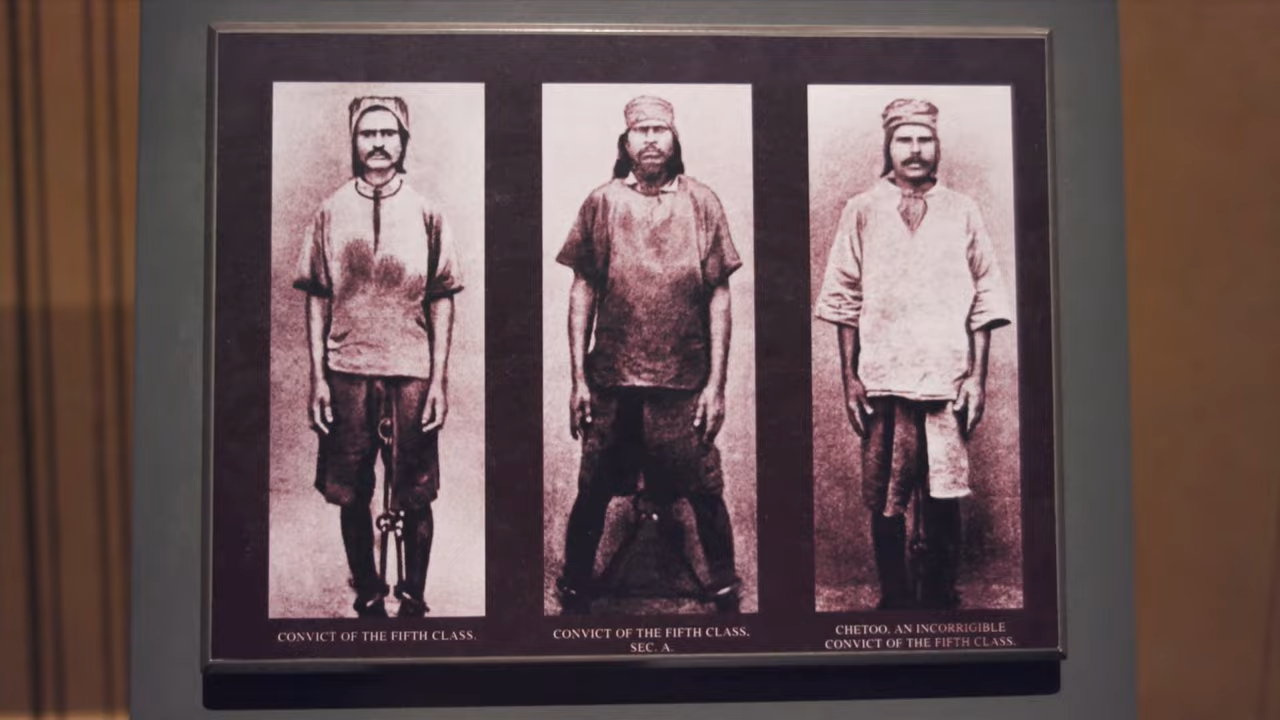 CONVICT OF THE FIFTH CLASS.
CONVICT OF THE FIFTH CLASS.
SEC. A.
CHETOO. AN INCORRIGIBLE
CONVICT OF THE FIFTH CLASS.